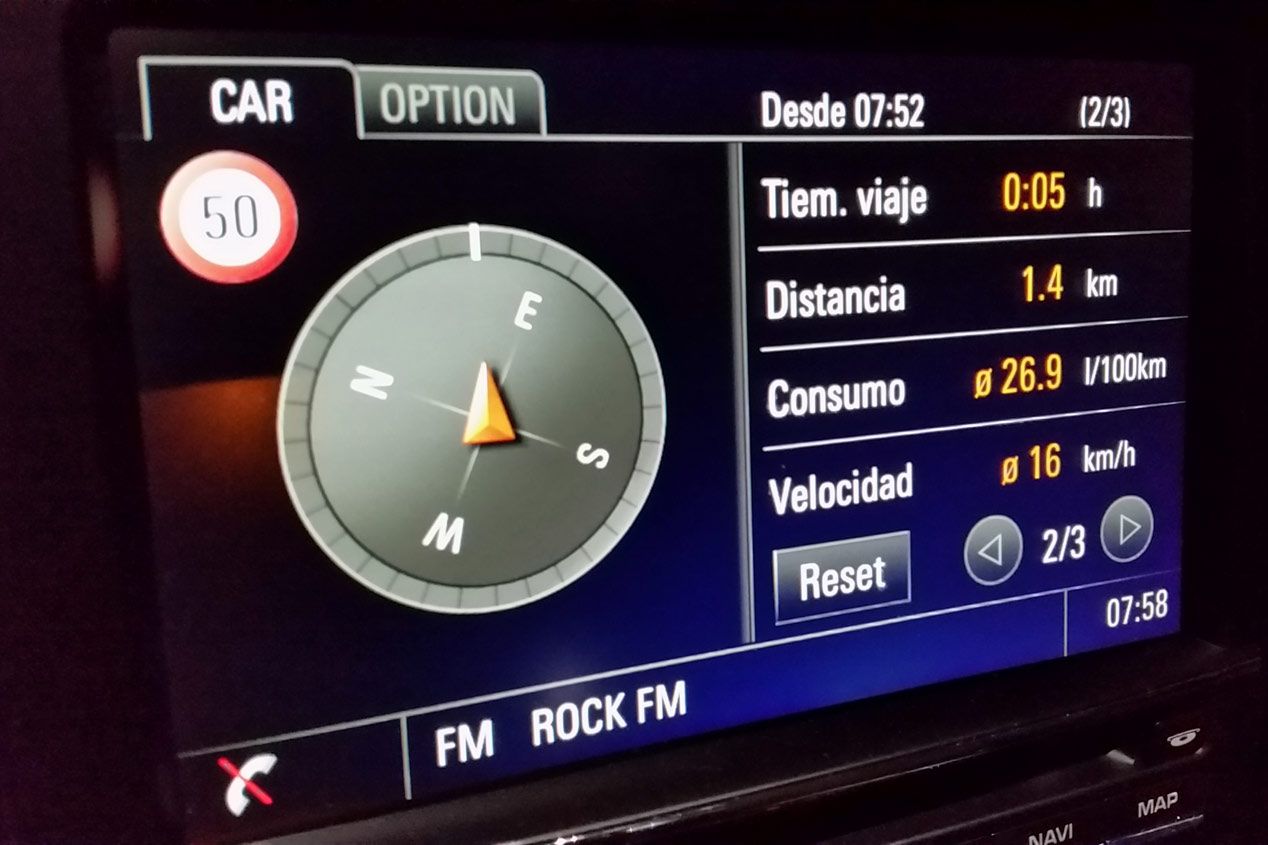 CAR OPTION
Desde 07:52 (2/3)
50
Tiem. viaje 0:05 h
Distancia 1.4 km
Consumo ø 26.9 l/100km
Velocidad ø 16 km/h
E
N
S
W
Reset 2/3
07:58
FM ROCK FM
NAVI MAP